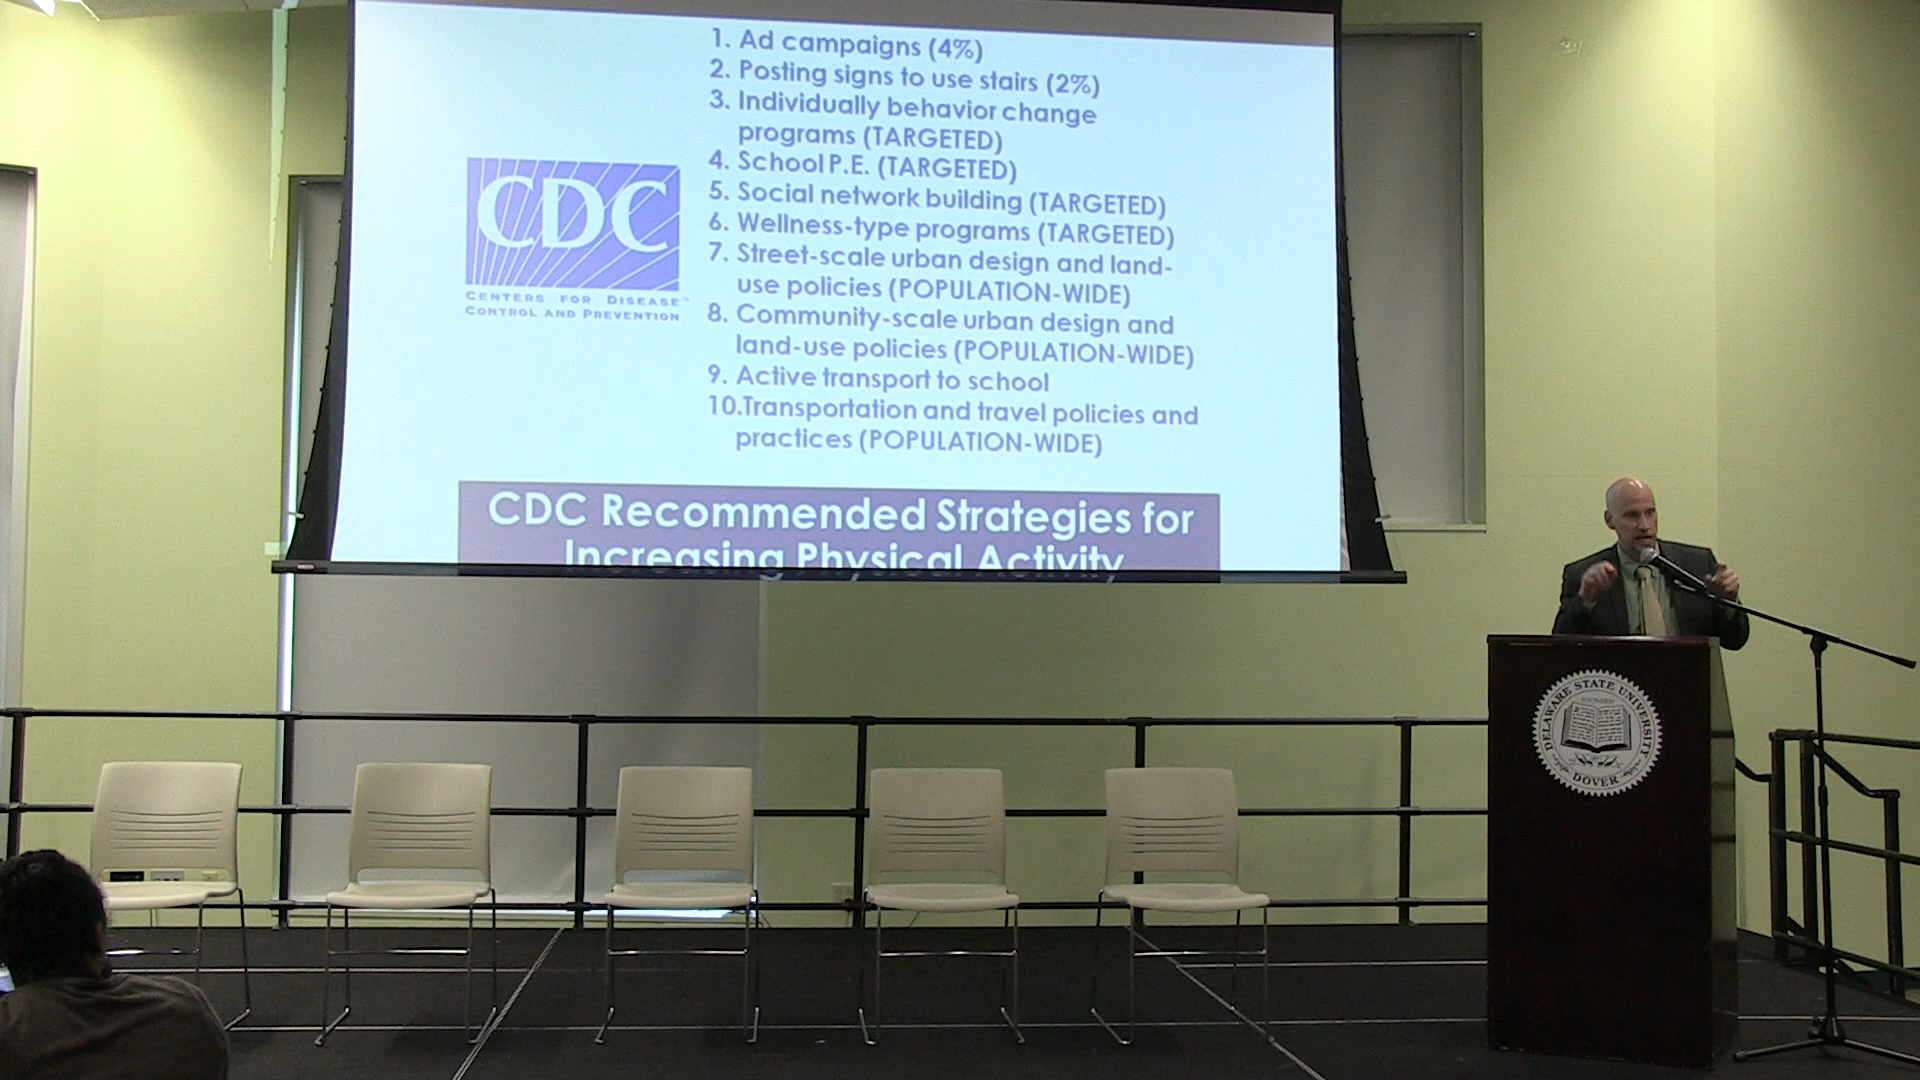 1. Ad campaigns (4%)
2. Posting signs to use stairs (2%)
3. Individually behavior change
programs (TARGETED)
4. School P.E. (TARGETED)
5. Social network building (TARGETED)
6. Wellness-type programs (TARGETED)
7. Street-scale urban design and land-
use policies (POPULATION-WIDE)
8. Community-scale urban design and
land-use policies (POPULATION-WIDE)
9. Active transport to school
10.Transportation and travel policies and
practices (POPULATION-WIDE)
CDC
CENTERS FOR DISEASE™
CONTROL AND PREVENTION
CDC Recommended Strategies for
Increasing Physical Activity
DELAWARE STATE UNIVERSITY
DOVER